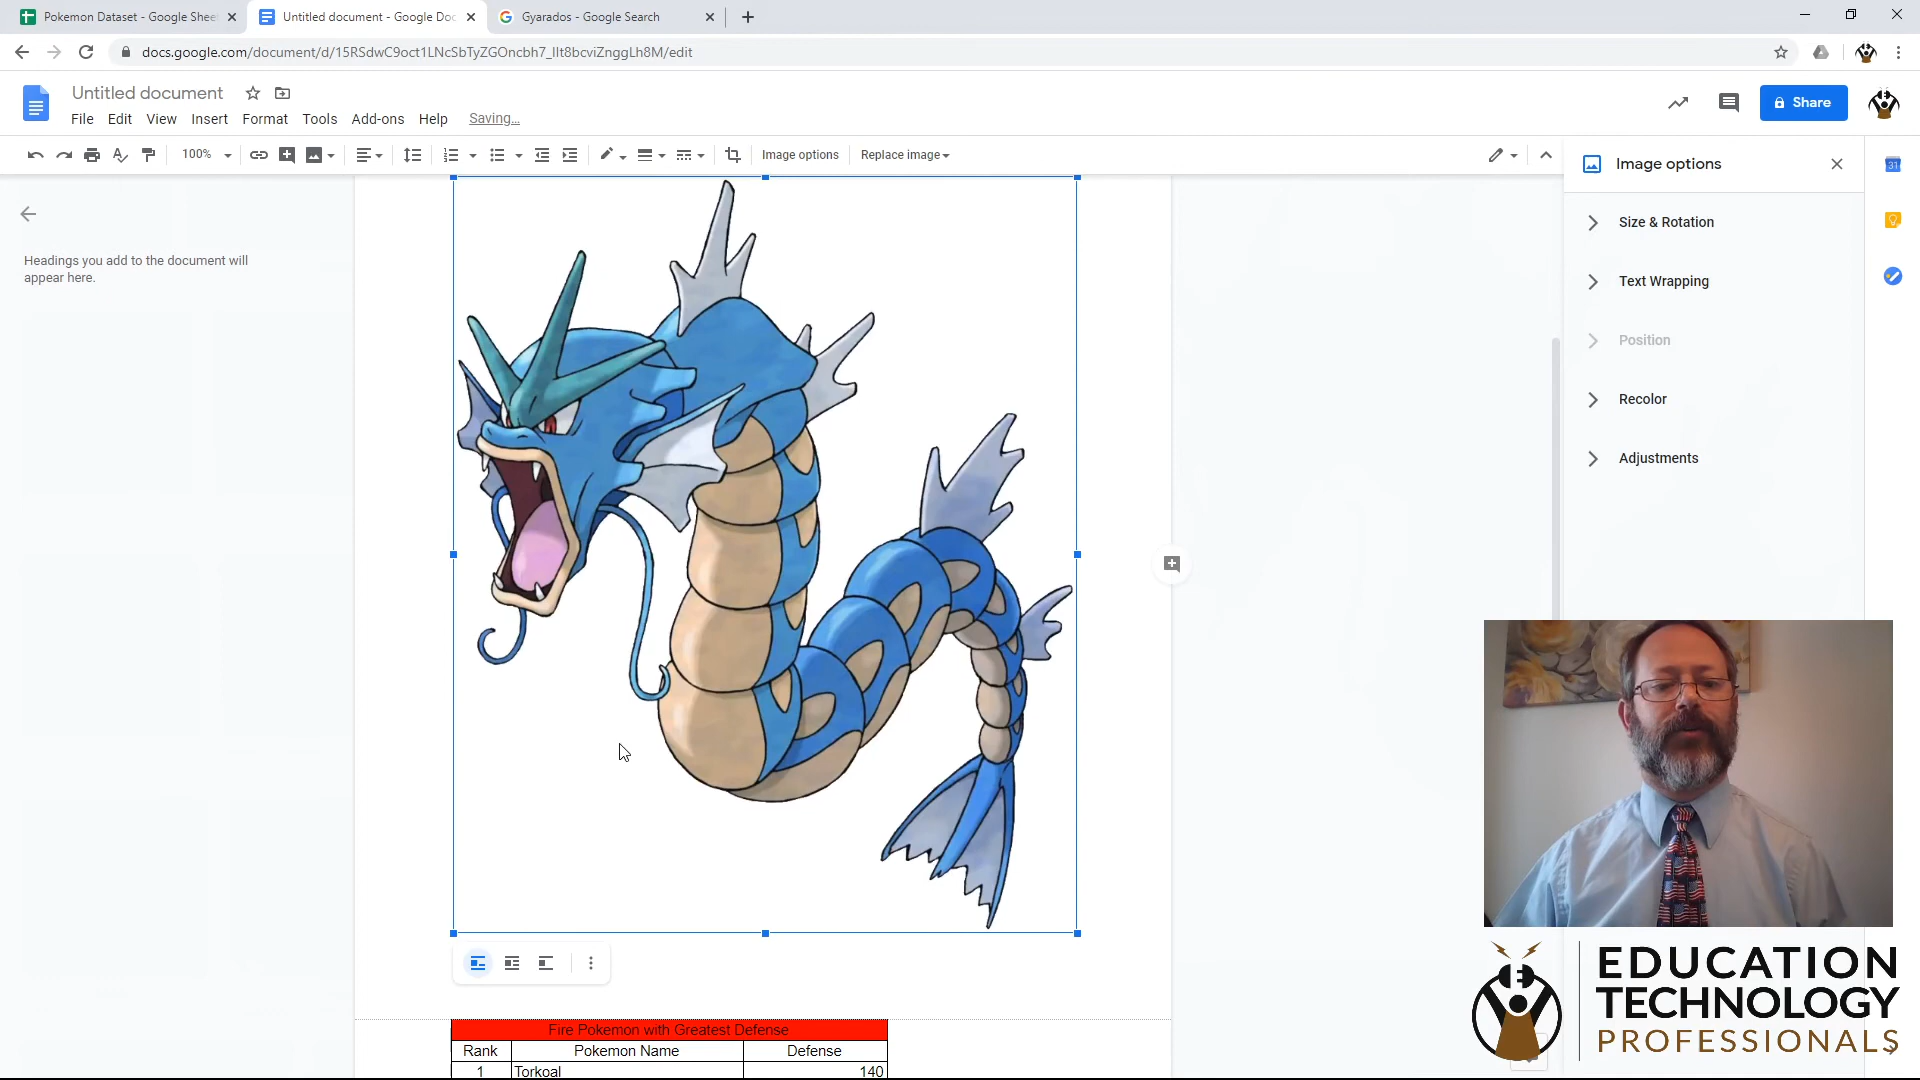 Pokemon Dataset - Google Shee
Untitled document - Google Doc
Gyarados - Google Search
docs.google.com/document/d/15RSdwC9oct1LNcSbTyZGOncbh7_IIt8bcviZnggLh8M/edit
Untitled document
File Edit View Insert Format Tools Add-ons Help Saving...
Share
100%
Image options
Replace image
Image options
Headings you add to the document will
appear here.
Size & Rotation
Text Wrapping
Position
Recolor
Adjustments
31
Fire Pokemon with Greatest Defense
Rank Pokemon Name Defense
1 Torkoal 140
EDUCATION
TECHNOLOGY
PROFESSIONALS